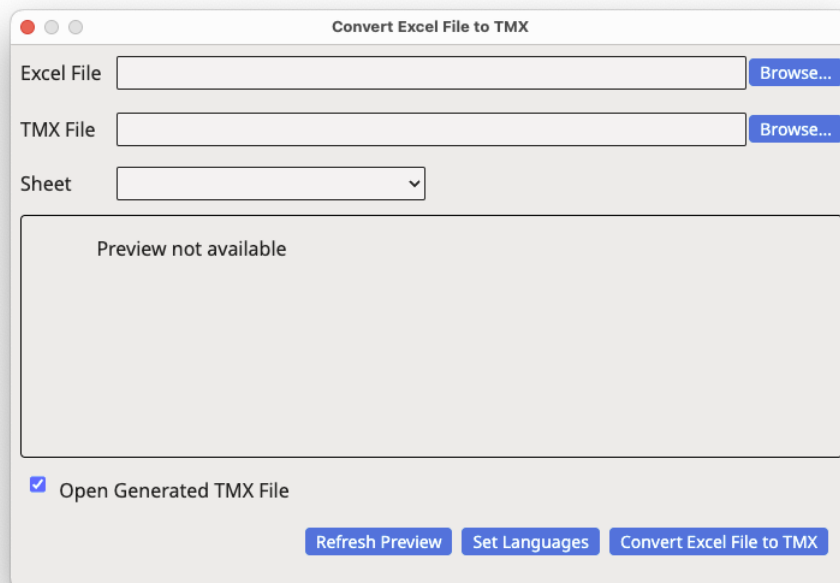 Convert Excel File to TMX
Excel File
Browse...
TMX File
Browse...
Sheet
Preview not available
Open Generated TMX File
Refresh Preview
Set Languages
Convert Excel File to TMX